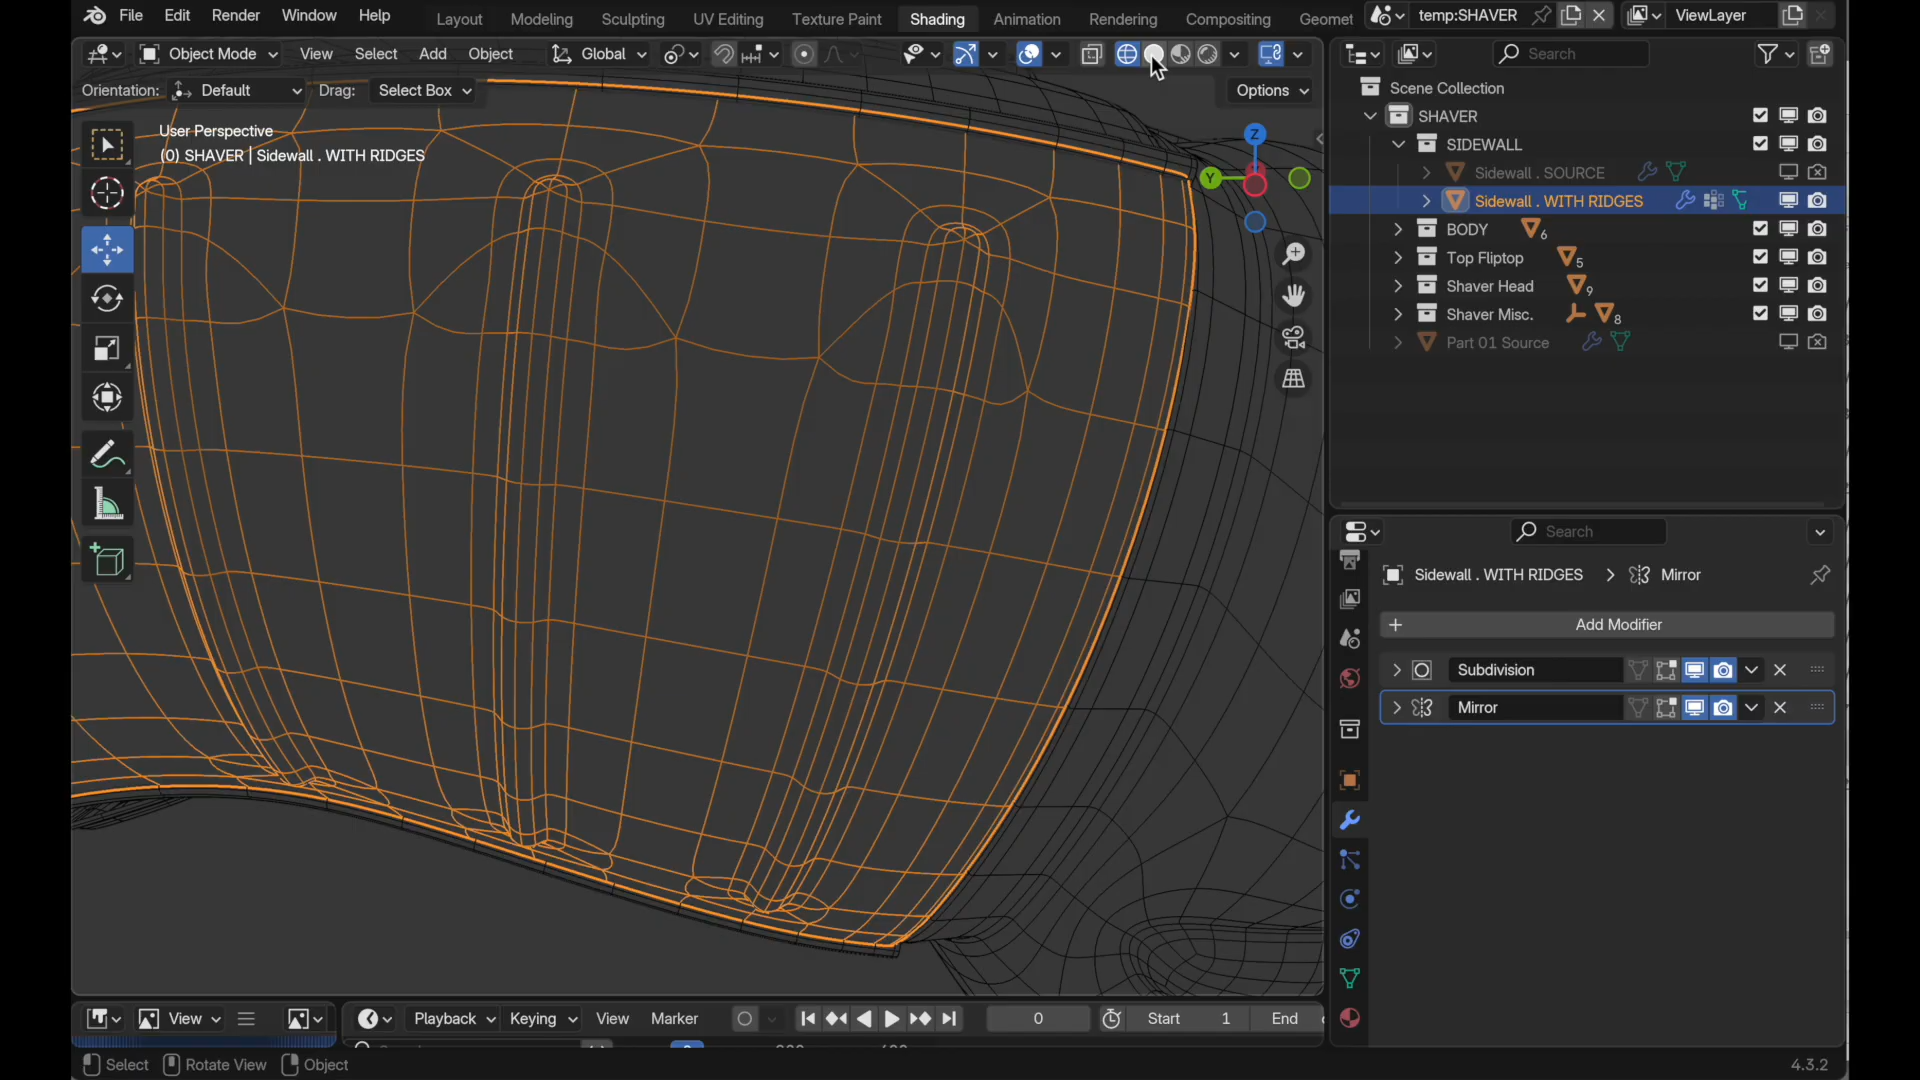 File Edit Render Window Help Layout Modeling Sculpting UV Editing Texture Paint Shading Animation Rendering Compositing Geomet temp:SHAVER ViewLayer
Object Mode View Select Add Object Global Search
Orientation: Default Drag: Select Box Options
User Perspective
(0) SHAVER | Sidewall . WITH RIDGES
Z
Y
Scene Collection
SHAVER
SIDEWALL
Sidewall . SOURCE
Sidewall . WITH RIDGES
BODY 6
Top Fliptop 5
Shaver Head 9
Shaver Misc. 8
Part 01 Source
Search
Sidewall . WITH RIDGES > Mirror
+ Add Modifier
Subdivision
Mirror
View Playback Keying View Marker 0 Start 1 End
Select Rotate View Object 4.3.2